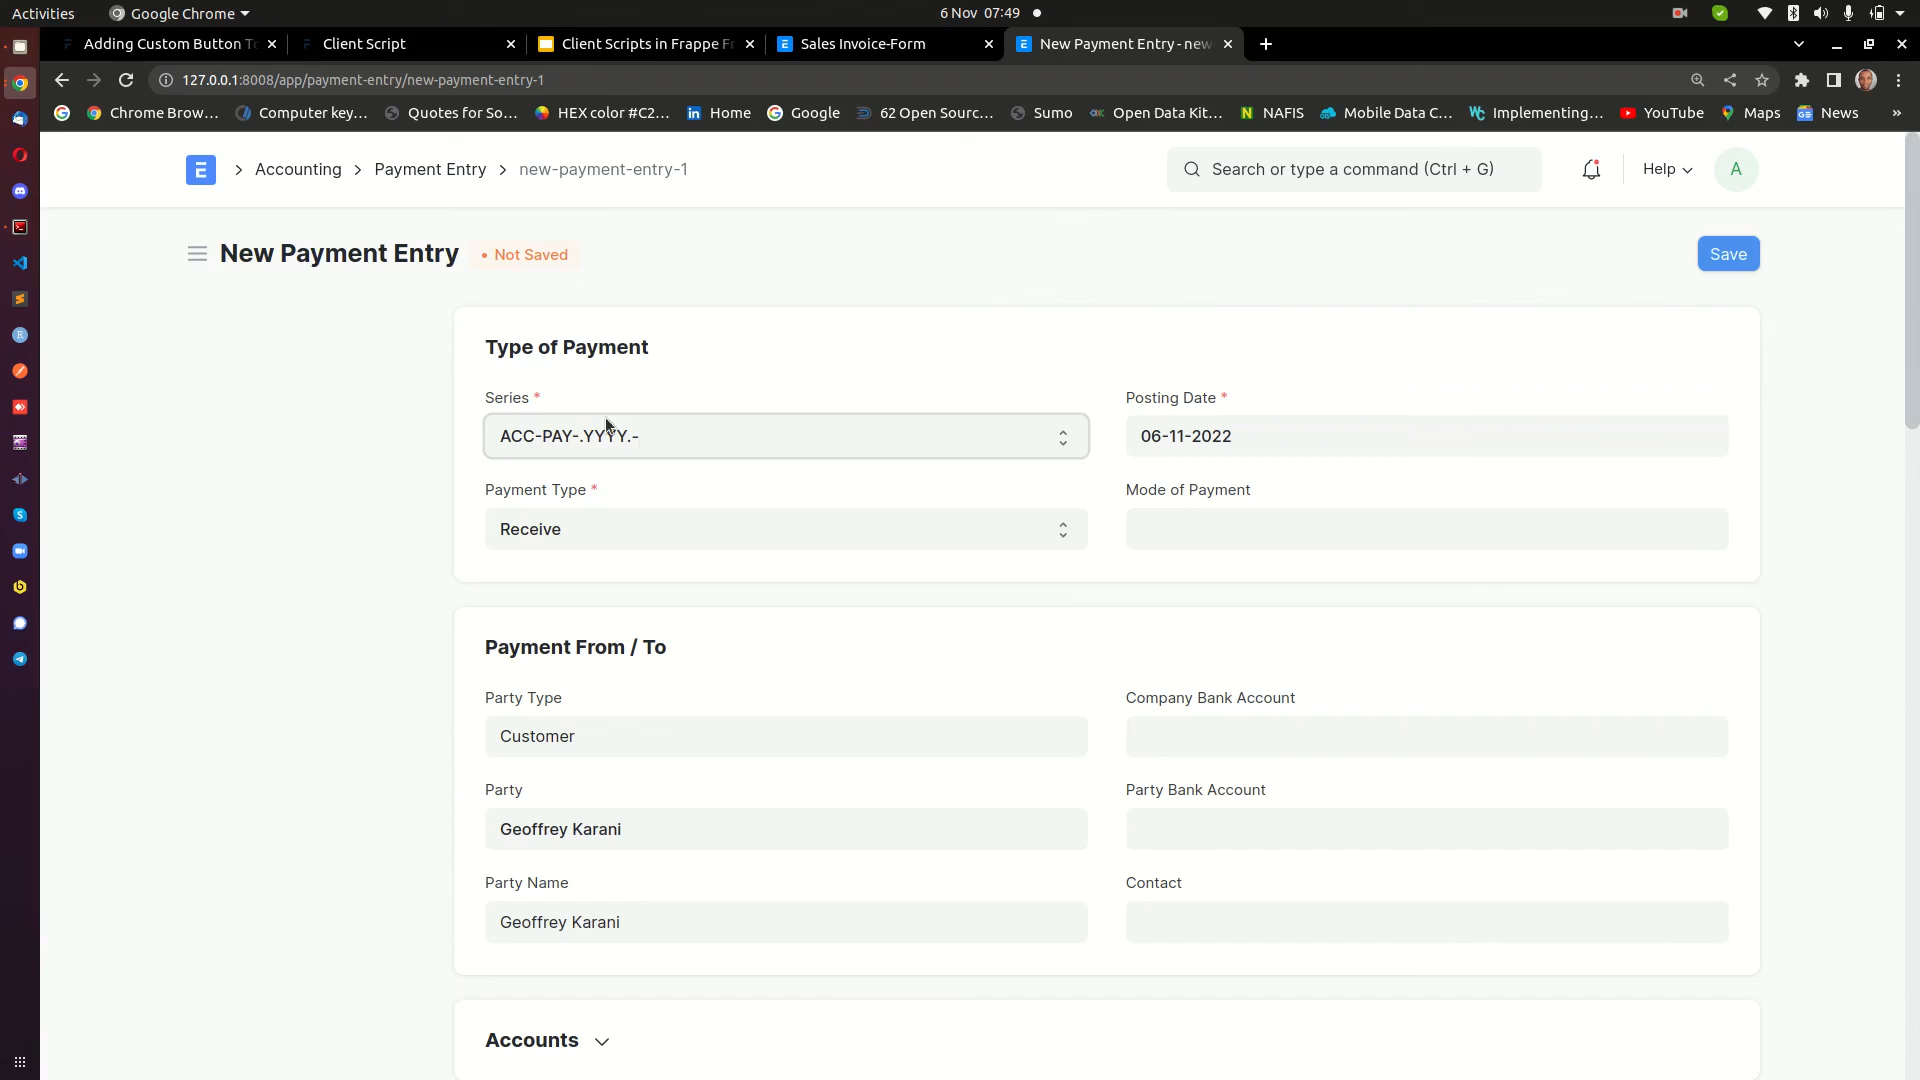 Activities
Google Chrome
6 Nov 07:49
Adding Custom Button T
Client Script
Client Scripts in Frappe Fr
Sales Invoice-Form
New Payment Entry - new
127.0.0.1:8008/app/payment-entry/new-payment-entry-1
Chrome Brow...
Computer key...
Quotes for So...
HEX color #C2...
Home
Google
62 Open Sourc...
Sumo
Open Data Kit...
NAFIS
Mobile Data C...
Implementing...
YouTube
Maps
News
»
E
Accounting
Payment Entry
new-payment-entry-1
Search or type a command (Ctrl + G)
Help
A
New Payment Entry
• Not Saved
Save
Type of Payment
Series *
ACC-PAY-.YYYY.-
Posting Date *
06-11-2022
Payment Type *
Receive
Mode of Payment
Payment From / To
Party Type
Customer
Company Bank Account
Party
Geoffrey Karani
Party Bank Account
Party Name
Geoffrey Karani
Contact
Accounts